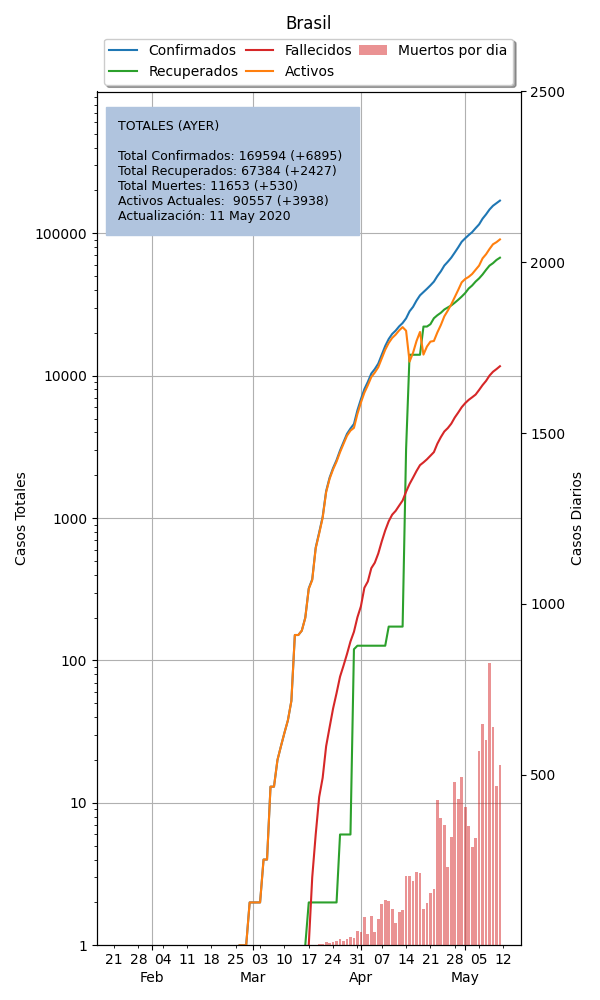 Brasil
Confirmados Fallecidos Muertos por dia
Recuperados Activos
TOTALES (AYER)
Total Confirmados: 169594 (+6895)
Total Recuperados: 67384 (+2427)
Total Muertes: 11653 (+530)
Activos Actuales: 90557 (+3938)
Actualización: 11 May 2020
Casos Totales
100000
10000
1000
100
10
1
2500
2000
1500
1000
500
Casos Diarios
21 28 04 11 18 25 03 10 17 24 31 07 14 21 28 05 12
Feb Mar Apr May